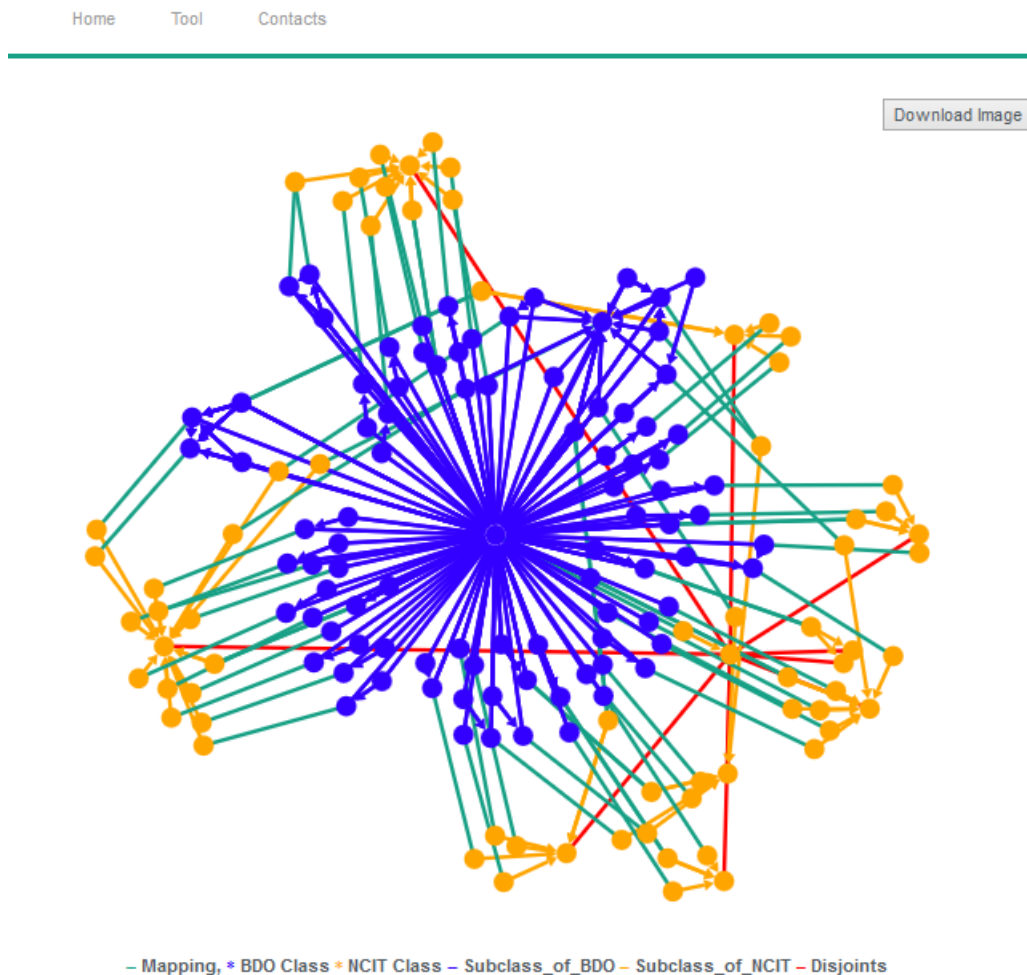 Home Tool Contacts
Download Image
– Mapping, * BDO Class * NCIT Class – Subclass_of_BDO – Subclass_of_NCIT – Disjoints